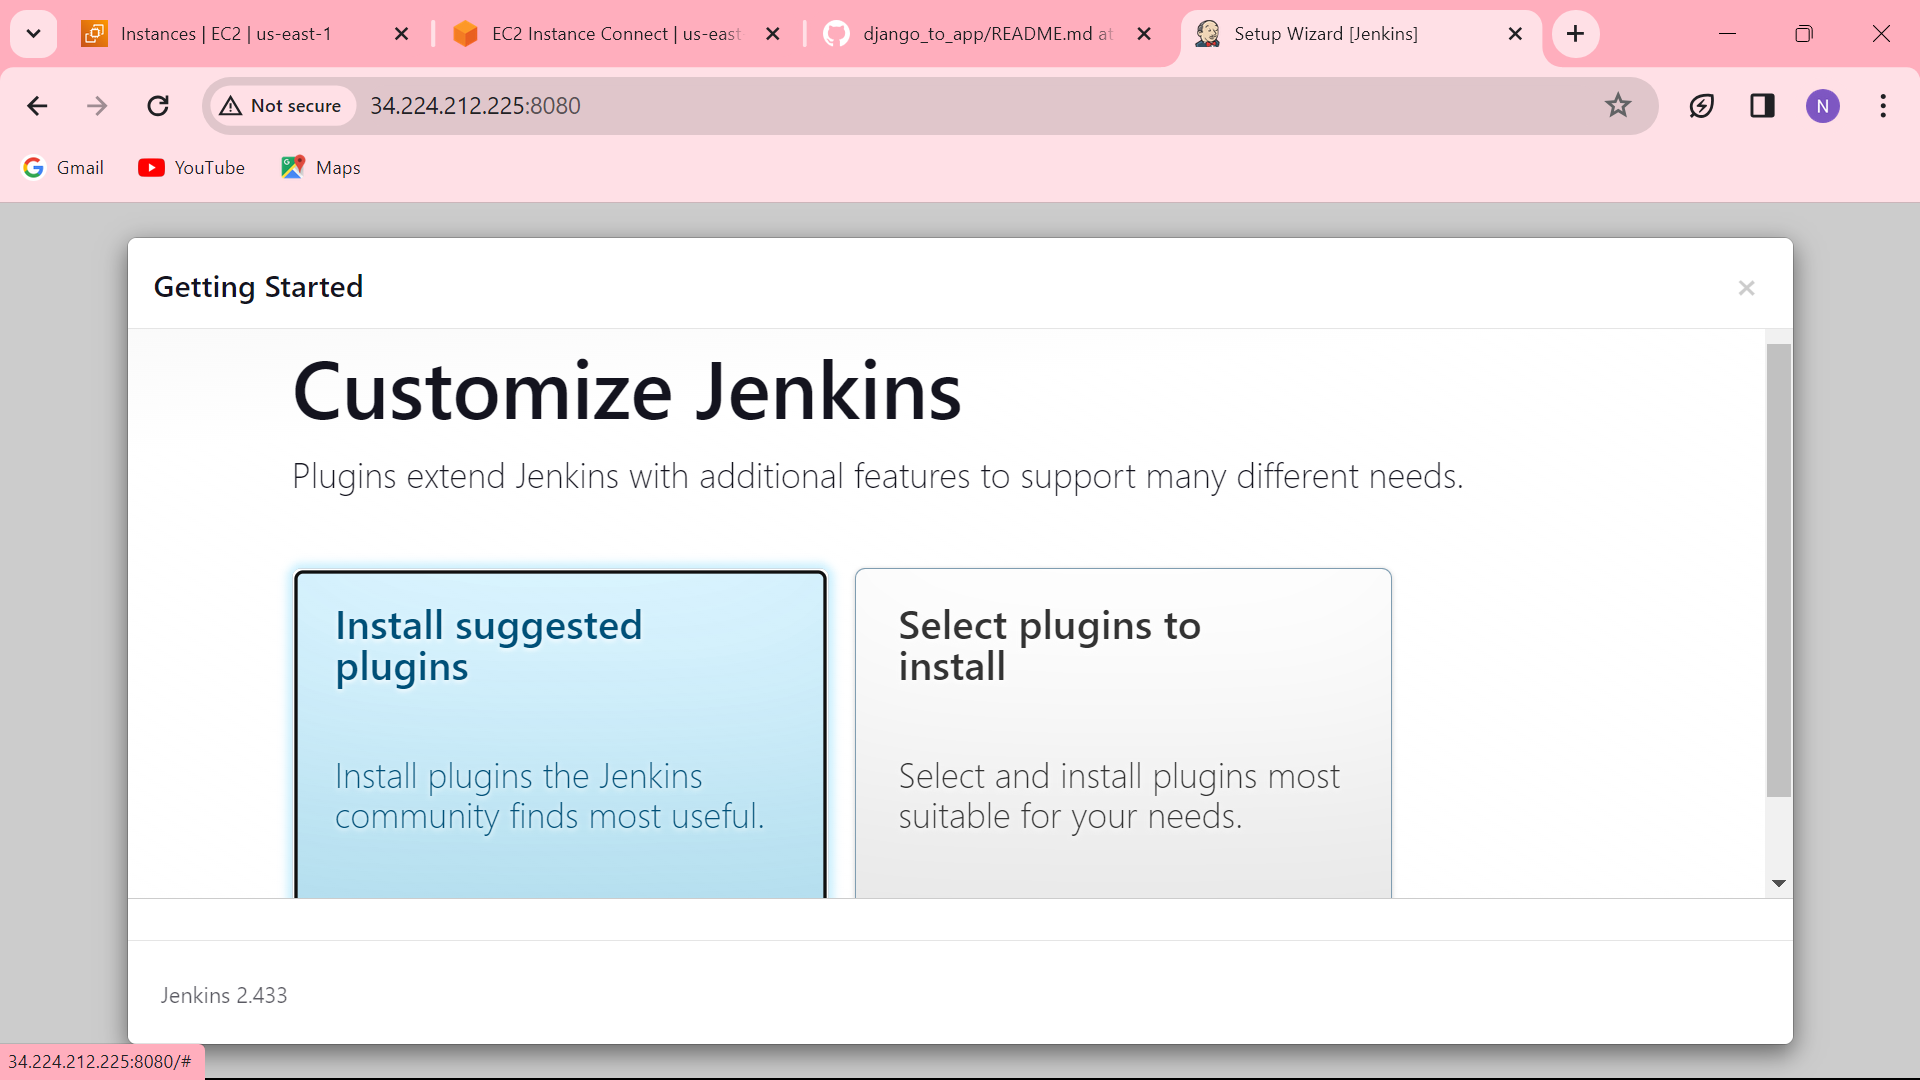 Instances | EC2 | us-east-1
EC2 Instance Connect | us-east
django_to_app/README.md at
Setup Wizard [Jenkins]
Not secure
34.224.212.225:8080
N
Gmail
YouTube
Maps
Getting Started
Customize Jenkins
Plugins extend Jenkins with additional features to support many different needs.
Install suggested
plugins
Install plugins the Jenkins
community finds most useful.
Select plugins to
install
Select and install plugins most
suitable for your needs.
Jenkins 2.433
34.224.212.225:8080/#